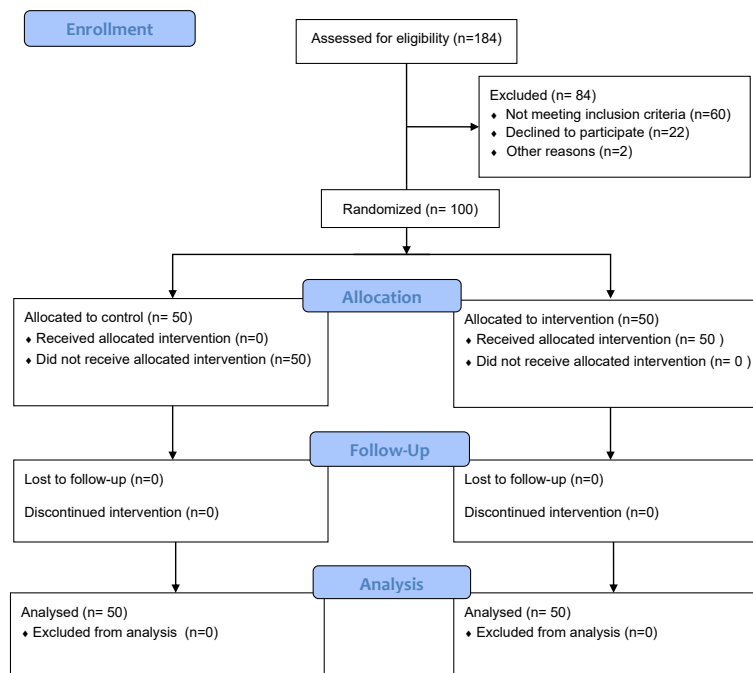 Enrollment
Assessed for eligibility (n=184)
Excluded (n= 84)
♦ Not meeting inclusion criteria (n=60)
♦ Declined to participate (n=22)
♦ Other reasons (n=2)
Randomized (n= 100)
Allocation
Allocated to control (n= 50)
♦ Received allocated intervention (n=0)
♦ Did not receive allocated intervention (n=50)
Allocated to intervention (n=50)
♦ Received allocated intervention (n= 50 )
♦ Did not receive allocated intervention (n= 0 )
Follow-Up
Lost to follow-up (n=0)
Discontinued intervention (n=0)
Lost to follow-up (n=0)
Discontinued intervention (n=0)
Analysis
Analysed (n= 50)
♦ Excluded from analysis (n=0)
Analysed (n= 50)
♦ Excluded from analysis (n=0)